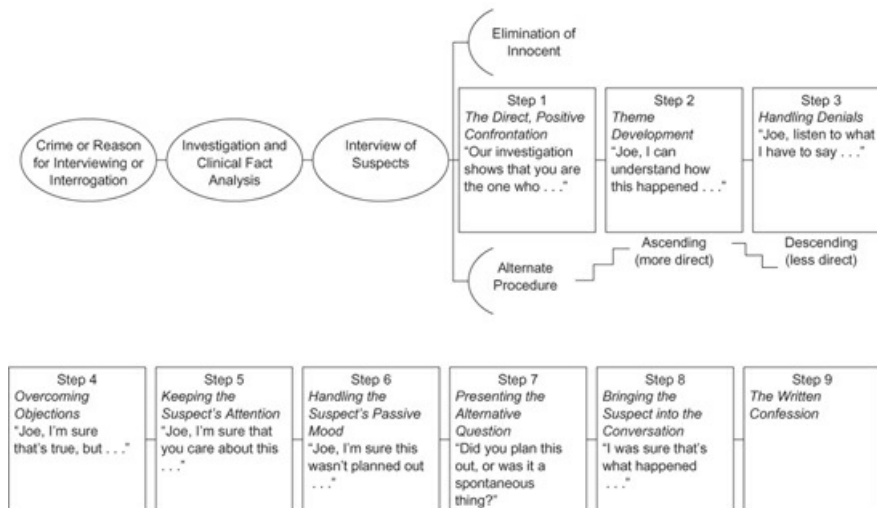 Elimination of
Innocent
Crime or Reason
for Interviewing or
Interrogation
Investigation and
Clinical Fact
Analysis
Interview of
Suspects
Step 1
The Direct, Positive
Confrontation
“Our investigation
shows that you are
the one who . . .”
Step 2
Theme
Development
“Joe, I can
understand how
this happened . . .”
Step 3
Handling Denials
“Joe, listen to what
I have to say . . .”
Alternate
Procedure
Ascending
(more direct)
Descending
(less direct)
Step 4
Overcoming
Objections
“Joe, I’m sure
that’s true, but . . .”
Step 5
Keeping the
Suspect’s Attention
“Joe, I’m sure that
you care about this
. . .”
Step 6
Handling the
Suspect’s Passive
Mood
“Joe, I’m sure this
wasn’t planned out
. . .”
Step 7
Presenting the
Alternative
Question
“Did you plan this
out, or was it a
spontaneous
thing?”
Step 8
Bringing the
Suspect into the
Conversation
“I was sure that’s
what happened
. . .”
Step 9
The Written
Confession